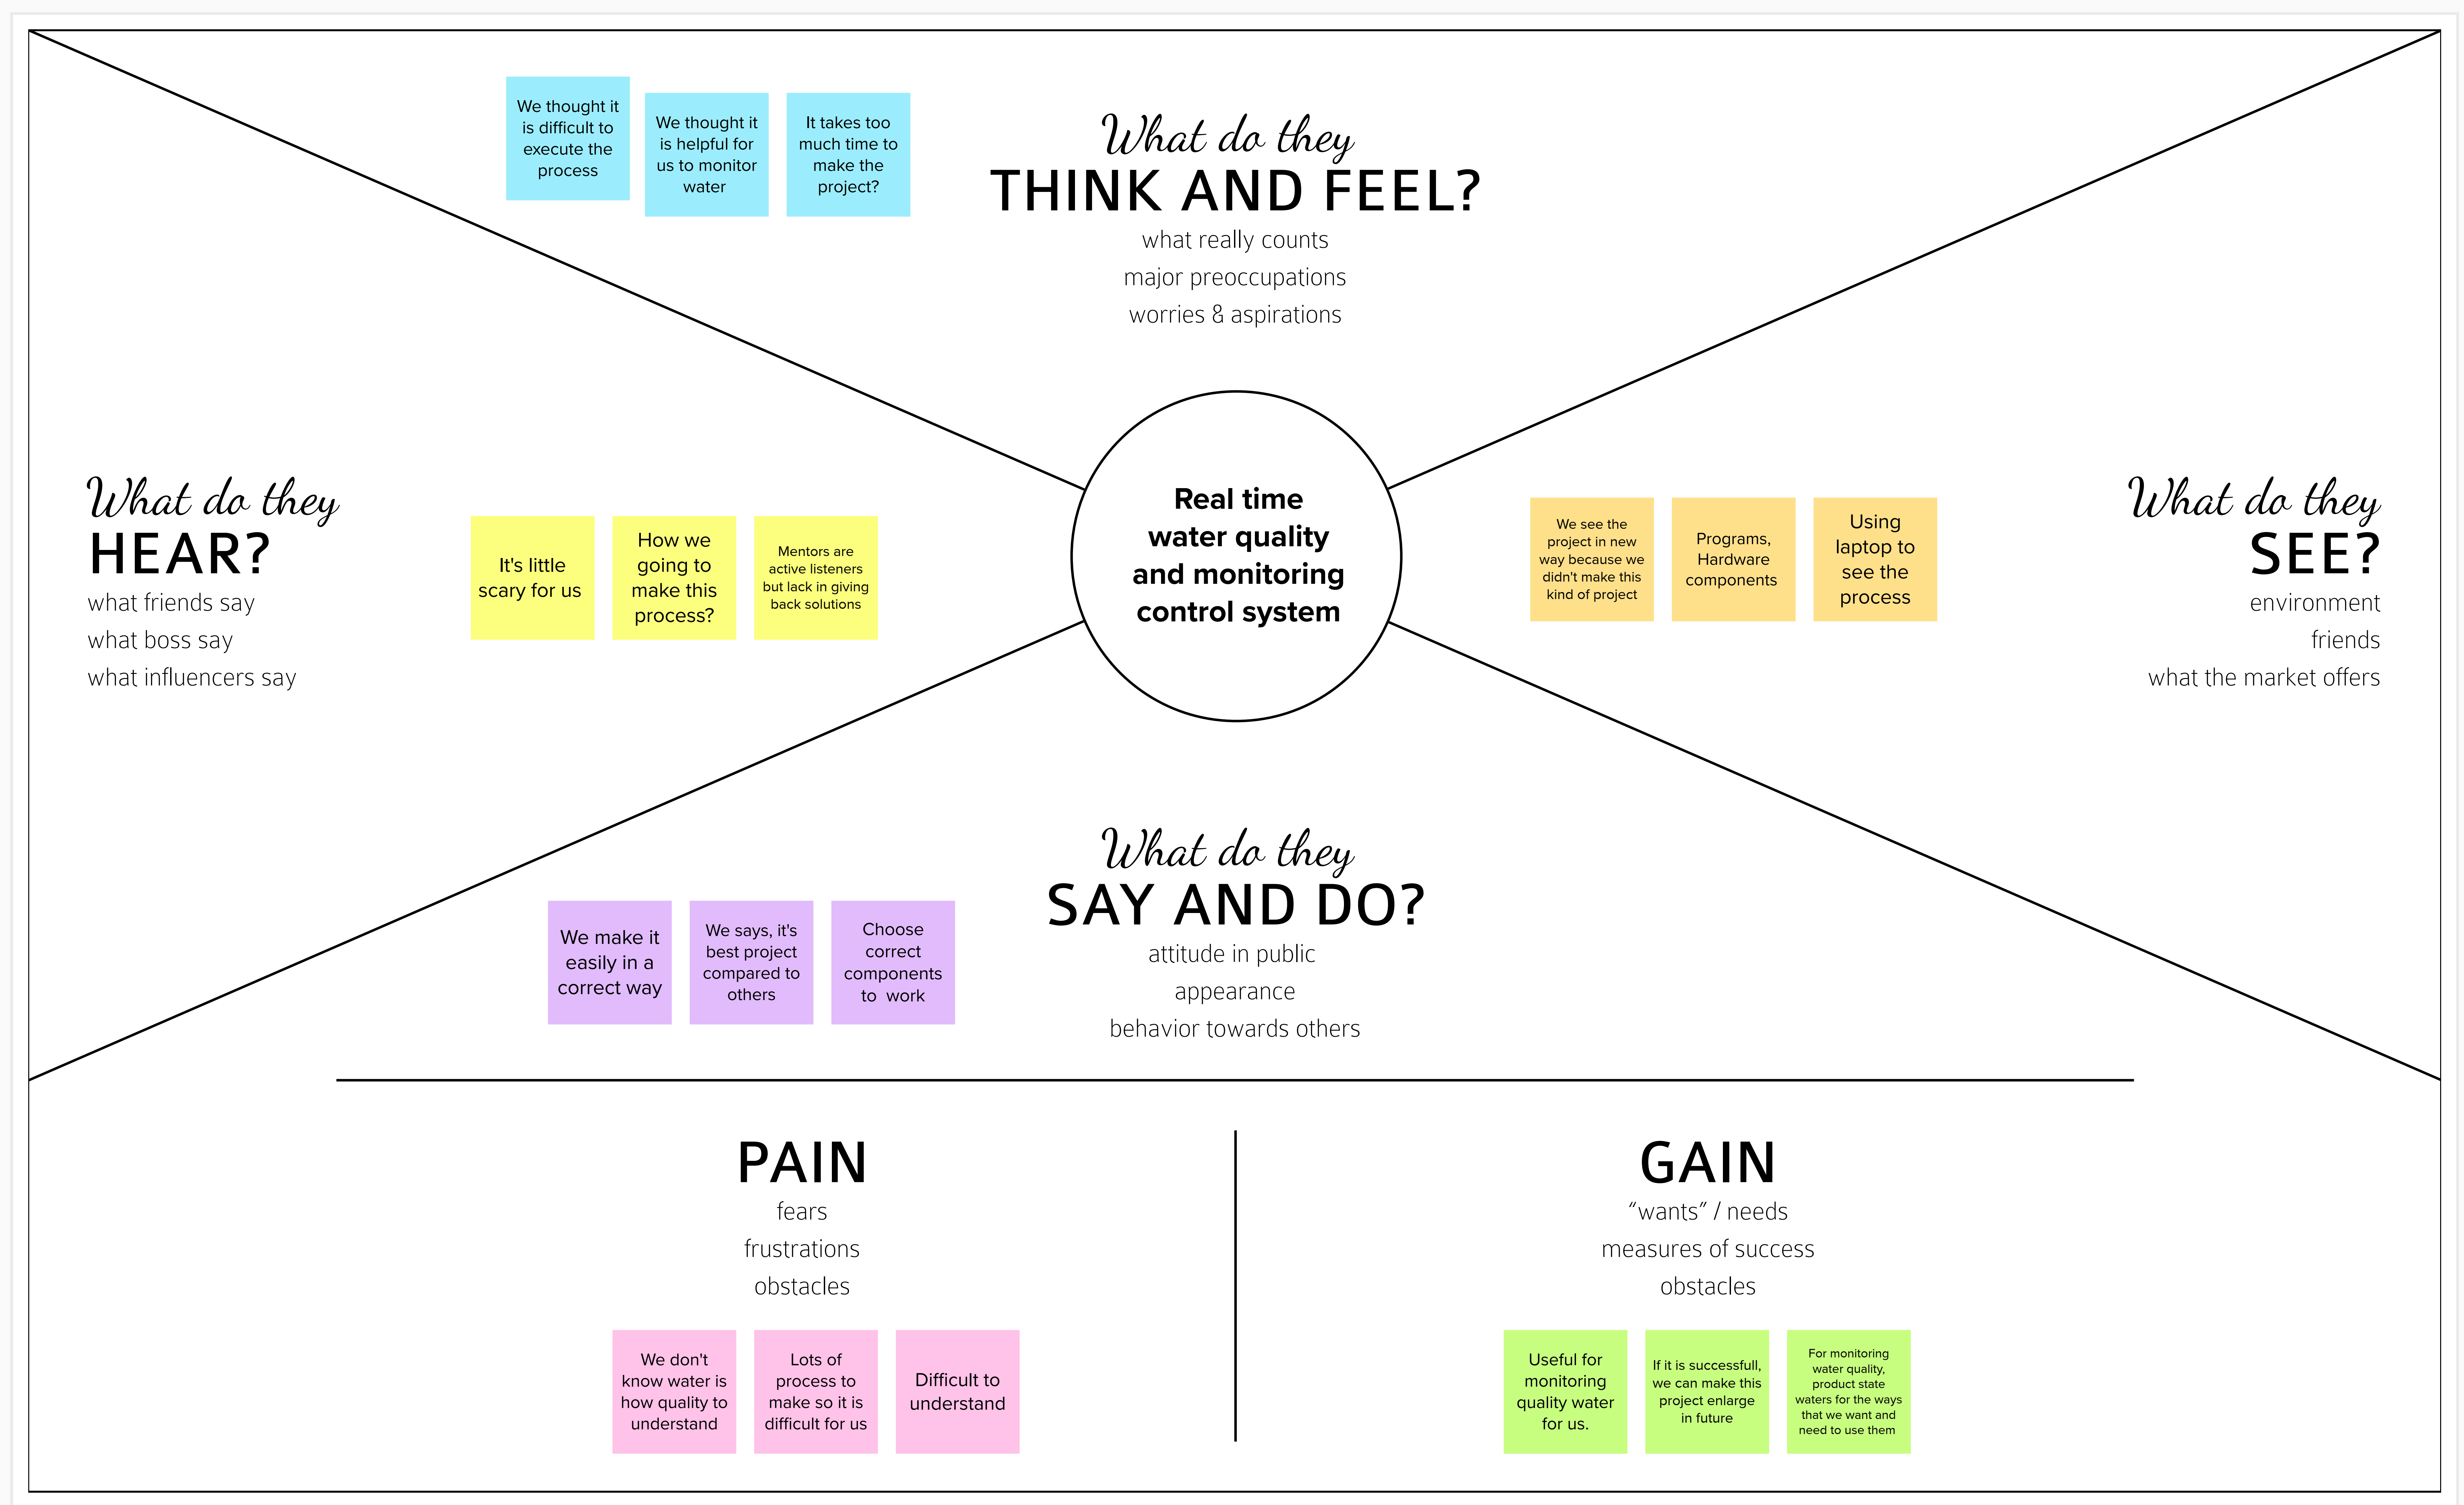 We thought it
is difficult to
execute the
process
We thought it
is helpful for
us to monitor
water
It takes too
much time to
make the
project?
What do they
THINK AND FEEL?
what really counts
major preoccupations
worries & aspirations
What do they
HEAR?
what friends say
what boss say
what influencers say
It's little
scary for us
How we
going to
make this
process?
Mentors are
active listeners
but lack in giving
back solutions
Real time
water quality
and monitoring
control system
We see the
project in new
way because we
didn't make this
kind of project
Programs,
Hardware
components
Using
laptop to
see the
process
What do they
SEE?
environment
friends
what the market offers
What do they
SAY AND DO?
attitude in public
appearance
behavior towards others
We make it
easily in a
correct way
We says, it's
best project
compared to
others
Choose
correct
components
to work
PAIN
fears
frustrations
obstacles
We don't
know water is
how quality to
understand
Lots of
process to
make so it is
difficult for us
Difficult to
understand
GAIN
“wants” / needs
measures of success
obstacles
Useful for
monitoring
quality water
for us.
If it is successfull,
we can make this
project enlarge
in future
For monitoring
water quality,
product state
waters for the ways
that we want and
need to use them